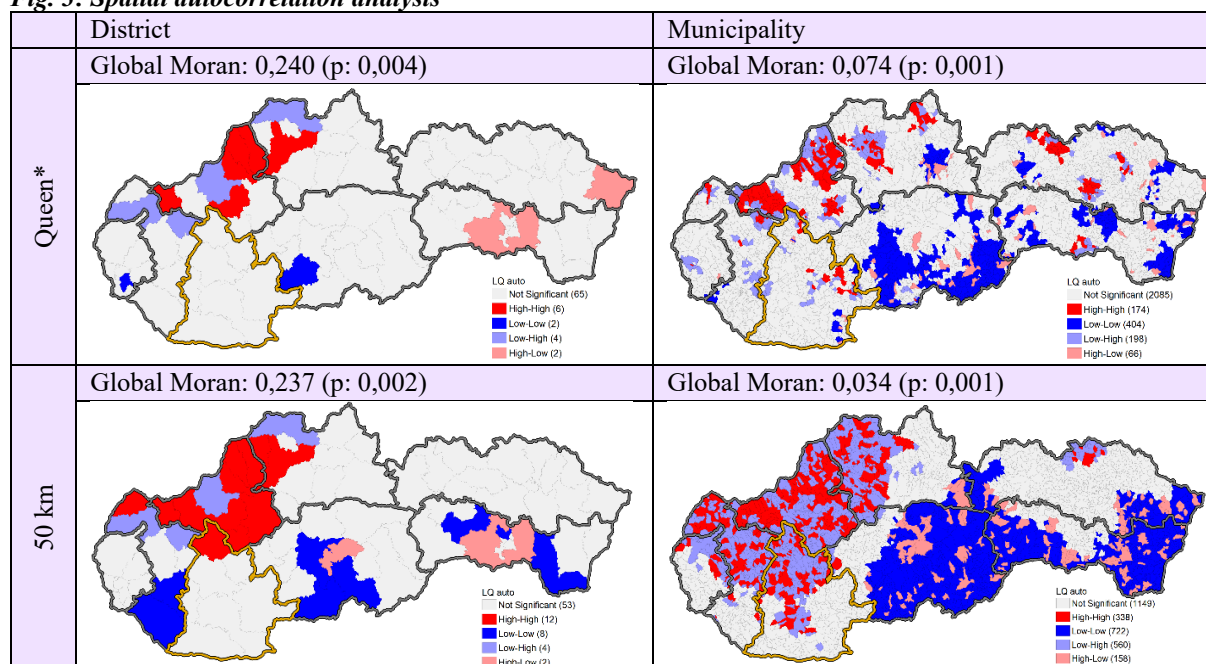 Fig. 3: Spatial autocorrelation analysis
District
Municipality
Queen*
Global Moran: 0,240 (p: 0,004)
Global Moran: 0,074 (p: 0,001)
LQ auto
Not Significant (65)
High-High (6)
Low-Low (2)
Low-High (4)
High-Low (2)
LQ auto
Not Significant (2085)
High-High (174)
Low-Low (404)
Low-High (198)
High-Low (66)
50 km
Global Moran: 0,237 (p: 0,002)
Global Moran: 0,034 (p: 0,001)
LQ auto
Not Significant (53)
High-High (12)
Low-Low (8)
Low-High (4)
High-Low (2)
LQ auto
Not Significant (1149)
High-High (338)
Low-Low (722)
Low-High (560)
High-Low (158)